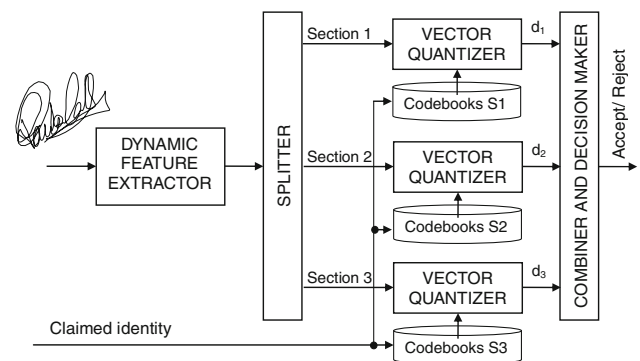 Section 1
VECTOR
QUANTIZER
d1
Codebooks S1
DYNAMIC
FEATURE
EXTRACTOR
SPLITTER
Section 2
VECTOR
QUANTIZER
d2
Codebooks S2
Section 3
VECTOR
QUANTIZER
d3
Codebooks S3
COMBINER AND DECISION MAKER
Accept/ Reject
Claimed identity